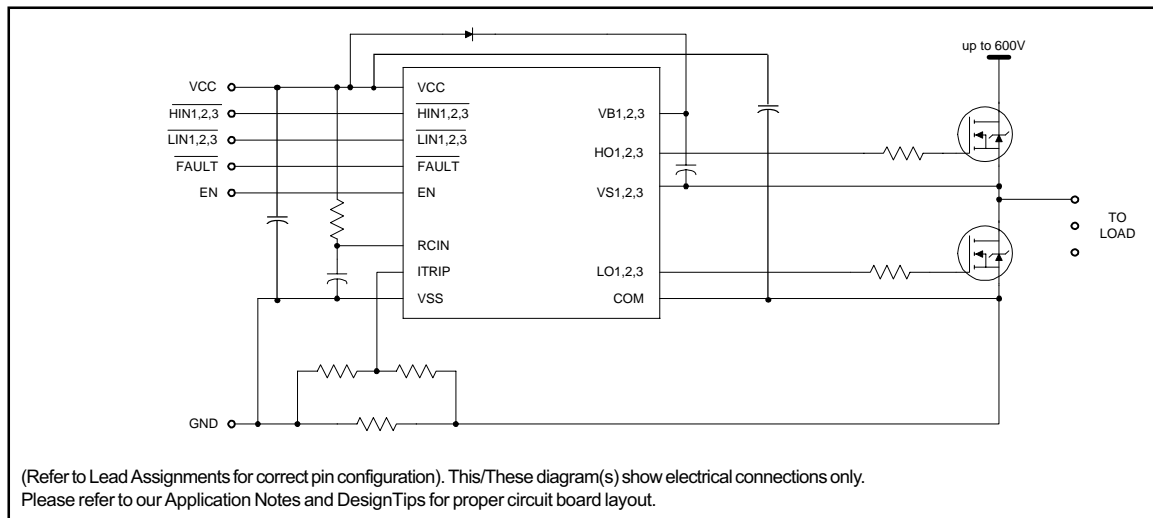 up to 600V
VCC
HIN1,2,3
LIN1,2,3
FAULT
EN
VCC
HIN1,2,3
LIN1,2,3
FAULT
EN
RCIN
ITRIP
VSS
VB1,2,3
HO1,2,3
VS1,2,3
LO1,2,3
COM
TO
LOAD
GND
(Refer to Lead Assignments for correct pin configuration). This/These diagram(s) show electrical connections only.
Please refer to our Application Notes and DesignTips for proper circuit board layout.